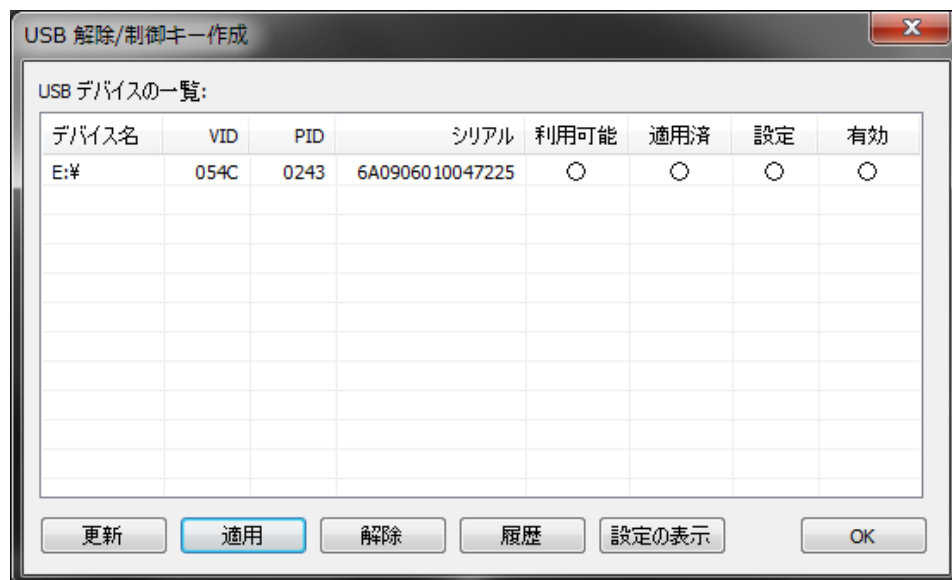 USB 解除/制御キー作成
USB デバイスの一覧:
デバイス名 VID PID シリアル 利用可能 適用済 設定 有効
E:¥ 054C 0243 6A0906010047225 ○ ○ ○ ○
更新 適用 解除 履歴 設定の表示 OK